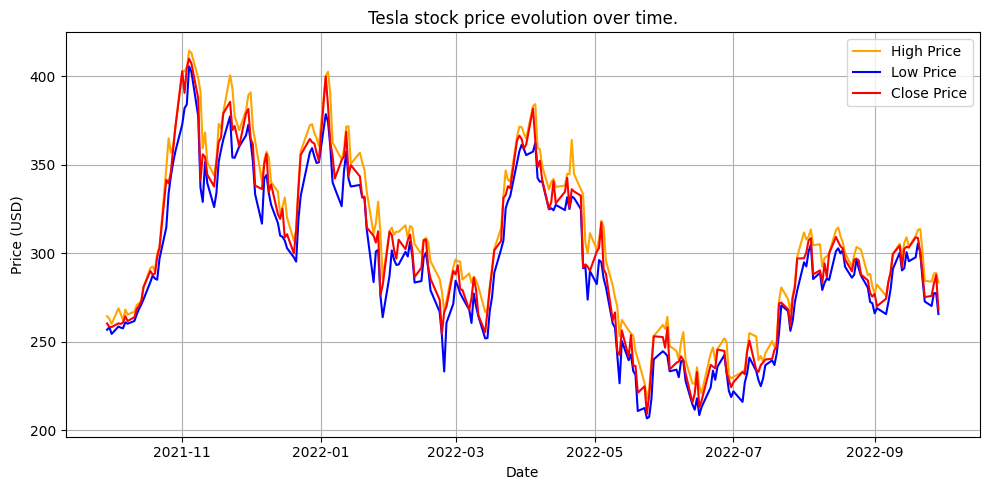 Tesla stock price evolution over time.
High Price
Low Price
Close Price
Price (USD)
400
350
300
250
200
2021-11
2022-01
2022-03
2022-05
2022-07
2022-09
Date